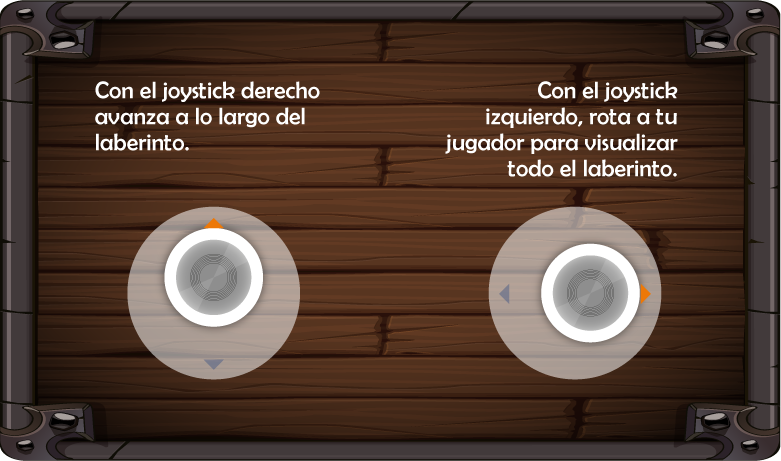 Con el joystick derecho
avanza a lo largo del
laberinto.
Con el joystick
izquierdo, rota a tu
jugador para visualizar
todo el laberinto.